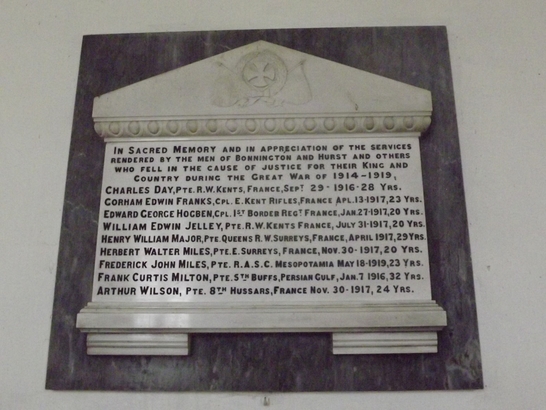 IN SACRED MEMORY AND IN APPRECIATION OF THE SERVICES
RENDERED BY THE MEN OF BONNINGTON AND HURST AND OTHERS
WHO FELL IN THE CAUSE OF JUSTICE FOR THEIR KING AND
COUNTRY DURING THE GREAT WAR OF 1914-1919,
CHARLES DAY, PTE. R.W. KENTS, FRANCE, SEPT 29-1916-28 YRS.
GORHAM EDWIN FRANKS, CPL. E. KENT RIFLES, FRANCE APL. 13-1917, 23 YRS.
EDWARD GEORGE HOGBEN, CPL. 1ST BORDER REGT FRANCE, JAN. 27-1917, 20 YRS.
WILLIAM EDWIN JELLEY, PTE. R.W. KENTS FRANCE, JULY 31-1917, 20 YRS.
HENRY WILLIAM MAJOR, PTE. QUEENS R.W. SURREYS, FRANCE, APRIL 1917, 29 YRS.
HERBERT WALTER MILES, PTE. E. SURREYS, FRANCE, NOV. 30-1917, 20 YRS.
FREDERICK JOHN MILES, PTE. R.A.S.C. MESOPOTAMIA MAY 18-1919, 23 YRS.
FRANK CURTIS MILTON, PTE. 5TH BUFFS, PERSIAN GULF, JAN. 7 1916, 32 YRS.
ARTHUR WILSON, PTE. 8TH HUSSARS, FRANCE NOV. 30-1917, 24 YRS.